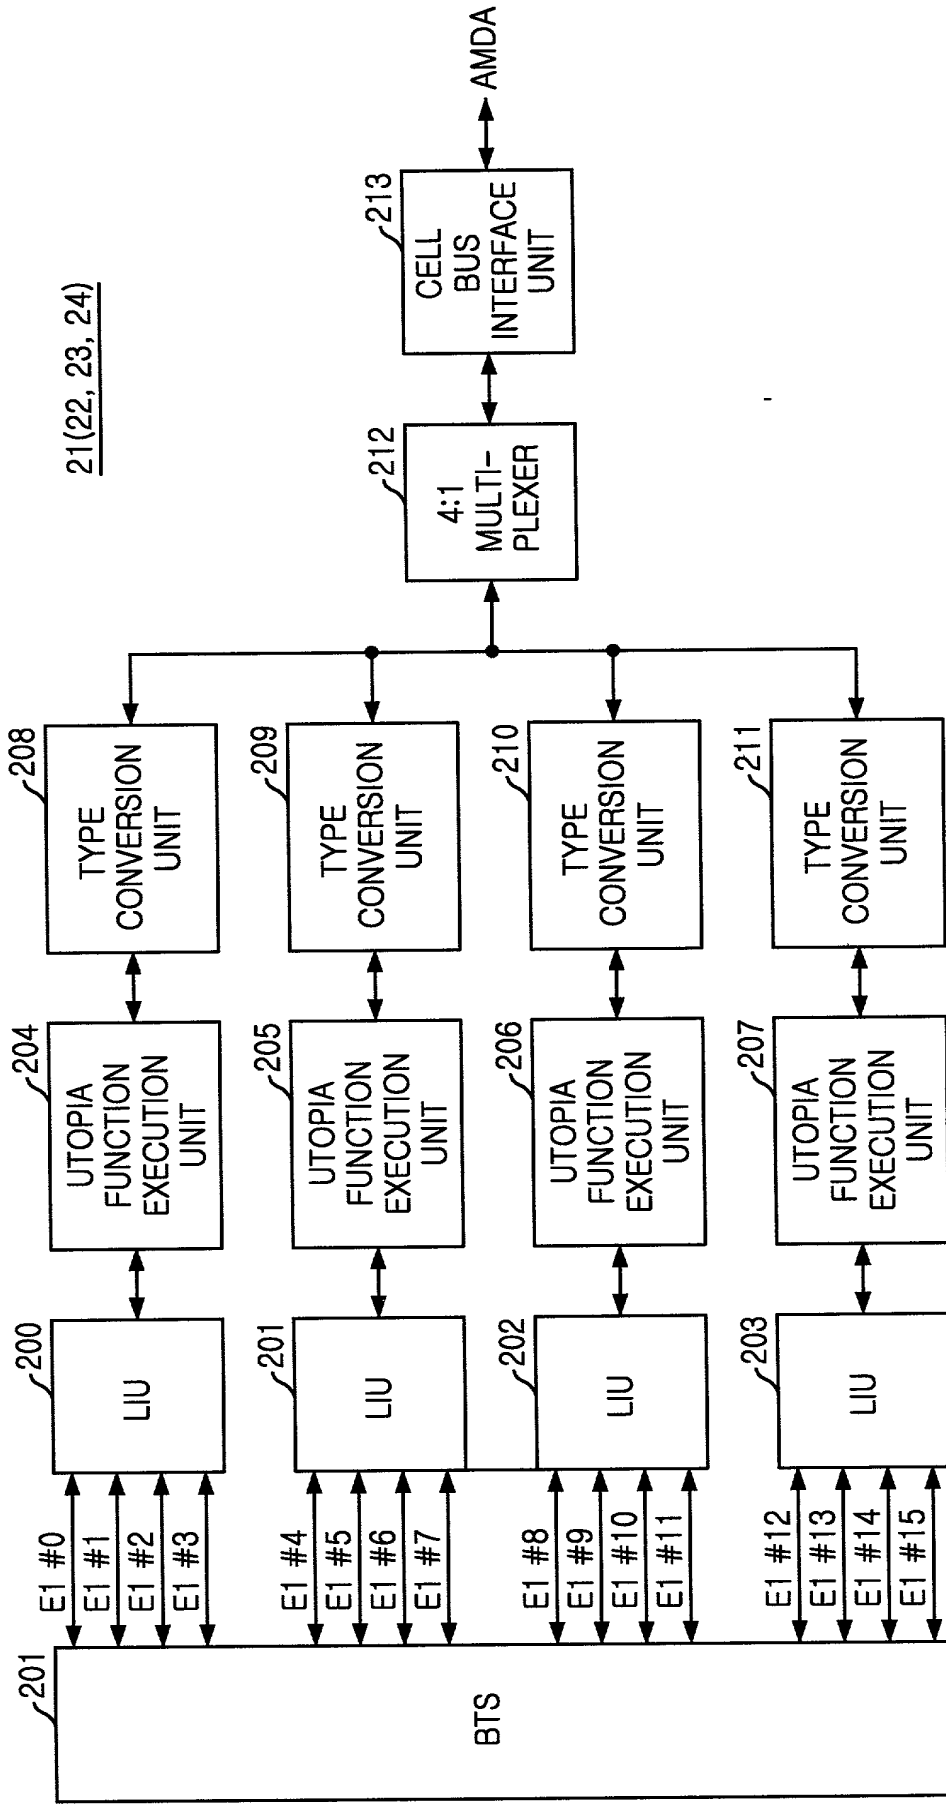 21(22, 23, 24)
201
BTS
E1 #0
E1 #1
E1 #2
E1 #3
200
LIU
204
UTOPIA
FUNCTION
EXECUTION
UNIT
208
TYPE
CONVERSION
UNIT
E1 #4
E1 #5
E1 #6
E1 #7
201
LIU
205
UTOPIA
FUNCTION
EXECUTION
UNIT
209
TYPE
CONVERSION
UNIT
E1 #8
E1 #9
E1 #10
E1 #11
202
LIU
206
UTOPIA
FUNCTION
EXECUTION
UNIT
210
TYPE
CONVERSION
UNIT
E1 #12
E1 #13
E1 #14
E1 #15
203
LIU
207
UTOPIA
FUNCTION
EXECUTION
UNIT
211
TYPE
CONVERSION
UNIT
212
4:1
MULTI-
PLEXER
213
CELL
BUS
INTERFACE
UNIT
AMDA